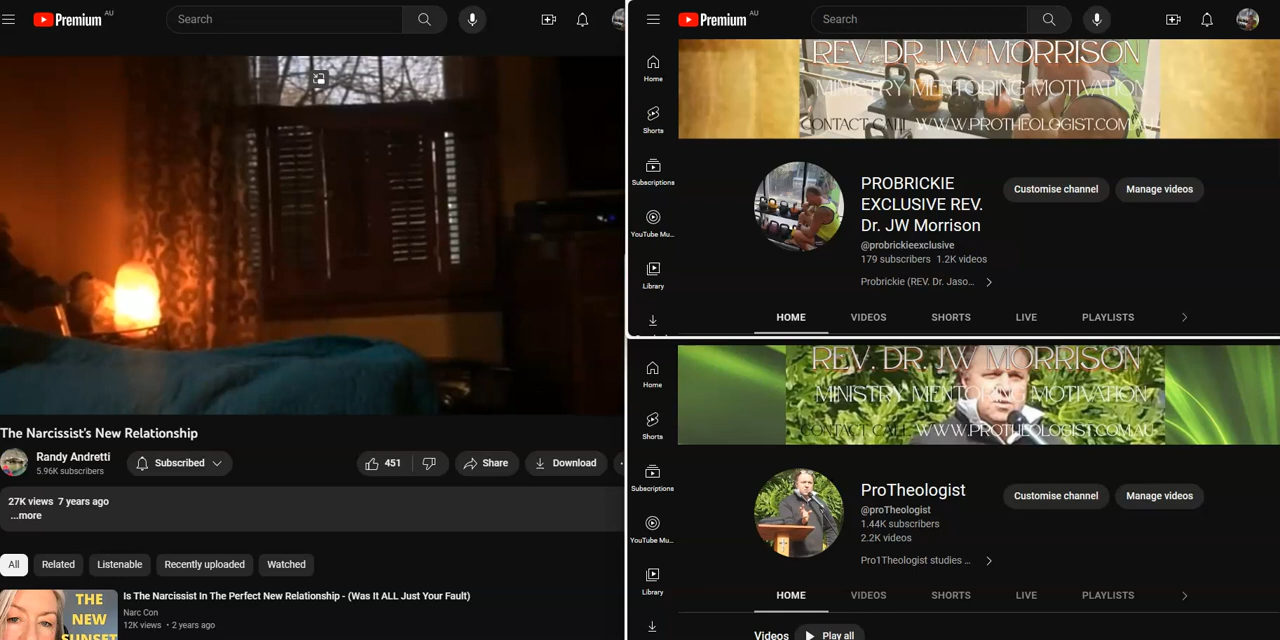 Premium AU
Search
The Narcissist's New Relationship
Randy Andretti
5.96K subscribers
Subscribed
451
Share
Download
27K views 7 years ago
...more
All
Related
Listenable
Recently uploaded
Watched
THE
NEW
SUNSET
Is The Narcissist In The Perfect New Relationship - (Was It ALL Just Your Fault)
Narc Con
12K views • 2 years ago
Premium AU
Search
Home
Shorts
Subscriptions
YouTube Mu...
Library
REV. DR. JW MORRISON
MINISTRY MENTORING MOTIVATION
CONTACT CALL WWW.PROTHEOLOGIST.COM.AU
PROBRICKIE
EXCLUSIVE REV.
Dr. JW Morrison
@probrickieexclusive
179 subscribers 1.2K videos
Probrickie (REV. Dr. Jaso...
Customise channel
Manage videos
HOME
VIDEOS
SHORTS
LIVE
PLAYLISTS
Home
Shorts
Subscriptions
YouTube Mu...
Library
REV. DR. JW MORRISON
MINISTRY MENTORING MOTIVATION
CONTACT CALL WWW.PROTHEOLOGIST.COM.AU
ProTheologist
@proTheologist
1.44K subscribers
2.2K videos
Pro1Theologist studies ...
Customise channel
Manage videos
HOME
VIDEOS
SHORTS
LIVE
PLAYLISTS
Videos
Play all